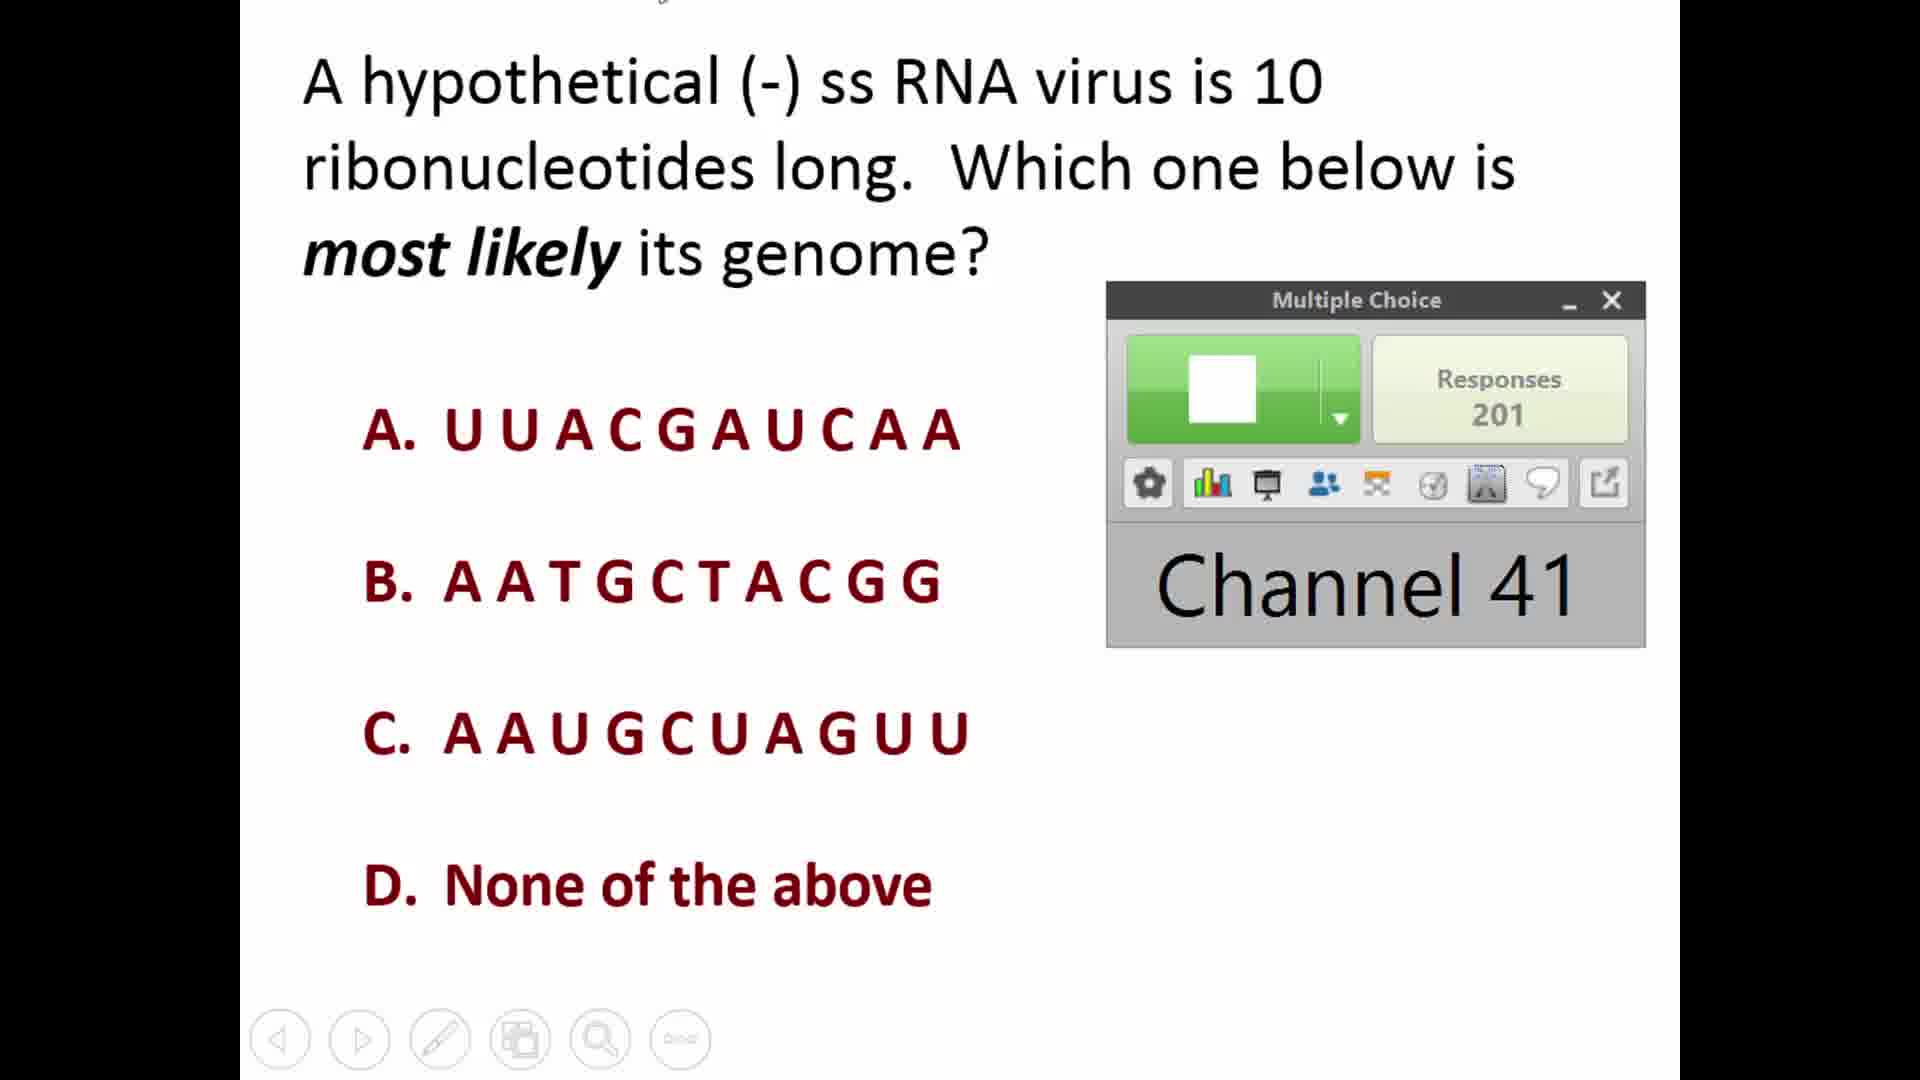 A hypothetical (-) ss RNA virus is 10
ribonucleotides long. Which one below is
most likely its genome?
Multiple Choice
Responses
201
Channel 41
A. U U A C G A U C A A
B. A A T G C T A C G G
C. A A U G C U A G U U
D. None of the above